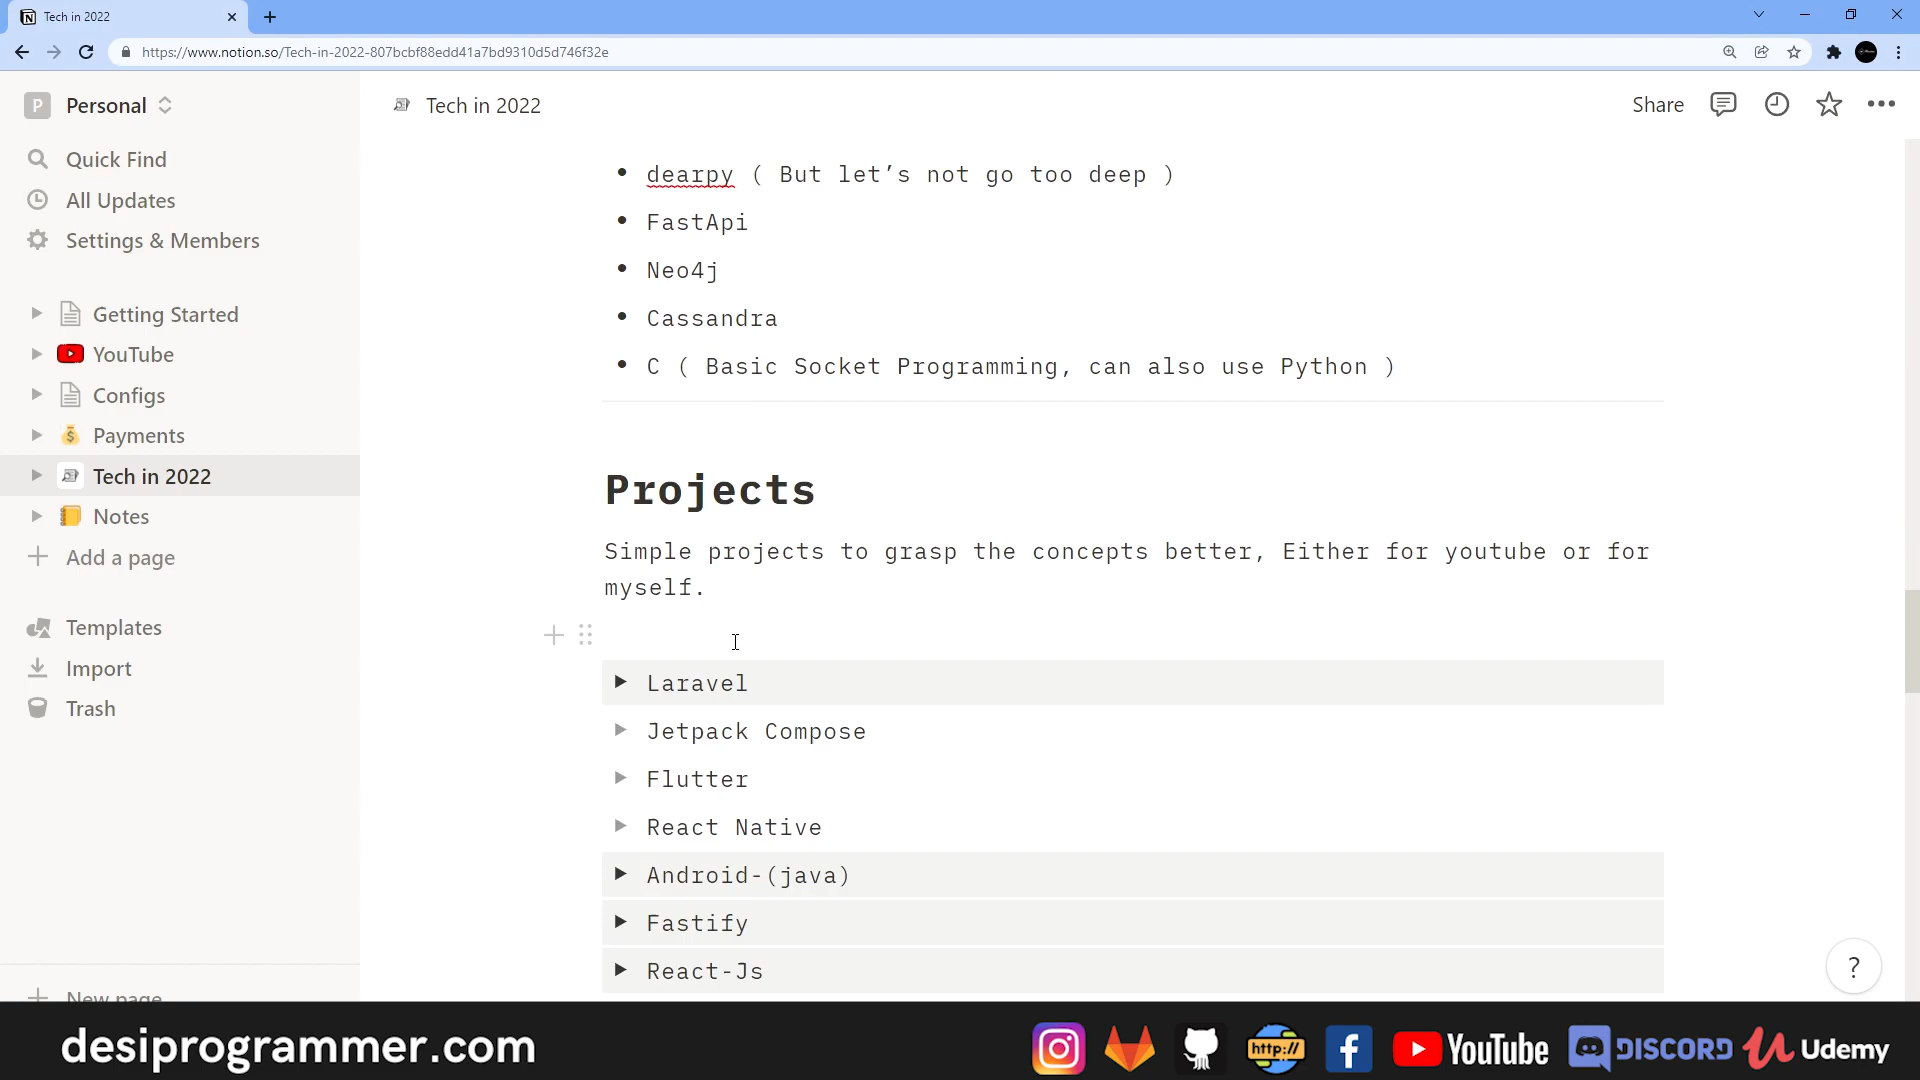 Tech in 2022
https://www.notion.so/Tech-in-2022-807bcbf88edd41a7bd9310d5d746f32e
P Personal
Tech in 2022
Share
Quick Find
All Updates
Settings & Members
Getting Started
YouTube
Configs
Payments
Tech in 2022
Notes
Add a page
Templates
Import
Trash
New page
dearpy ( But let’s not go too deep )
FastApi
Neo4j
Cassandra
C ( Basic Socket Programming, can also use Python )
Projects
Simple projects to grasp the concepts better, Either for youtube or for
myself.
Laravel
Jetpack Compose
Flutter
React Native
Android-(java)
Fastify
React-Js
?
desiprogrammer.com
http://
YouTube
DISCORD
Udemy